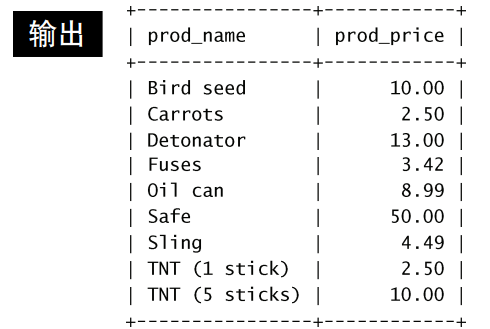 输出
+----------------+------------+
| prod_name      | prod_price |
+----------------+------------+
| Bird seed      |      10.00 |
| Carrots        |       2.50 |
| Detonator      |      13.00 |
| Fuses          |       3.42 |
| Oil can        |       8.99 |
| Safe           |      50.00 |
| Sling          |       4.49 |
| TNT (1 stick)  |       2.50 |
| TNT (5 sticks) |      10.00 |
+----------------+------------+